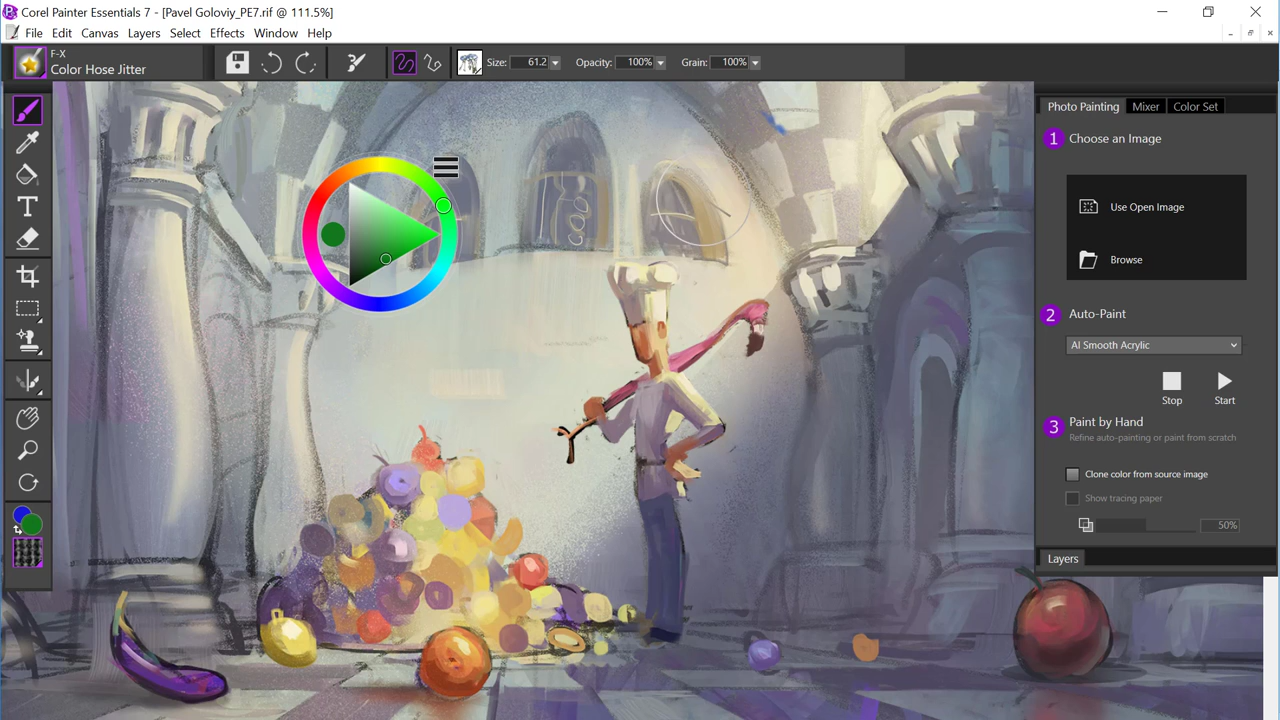 Corel Painter Essentials 7 - [Pavel Goloviy_PE7.rif @ 111.5%]
File Edit Canvas Layers Select Effects Window Help
F-X
Color Hose Jitter
Size: 61.2 Opacity: 100% Grain: 100%
Photo Painting Mixer Color Set
1 Choose an Image
Use Open Image
Browse
2 Auto-Paint
AI Smooth Acrylic
Stop Start
3 Paint by Hand
Refine auto-painting or paint from scratch
Clone color from source image
Show tracing paper
50%
Layers